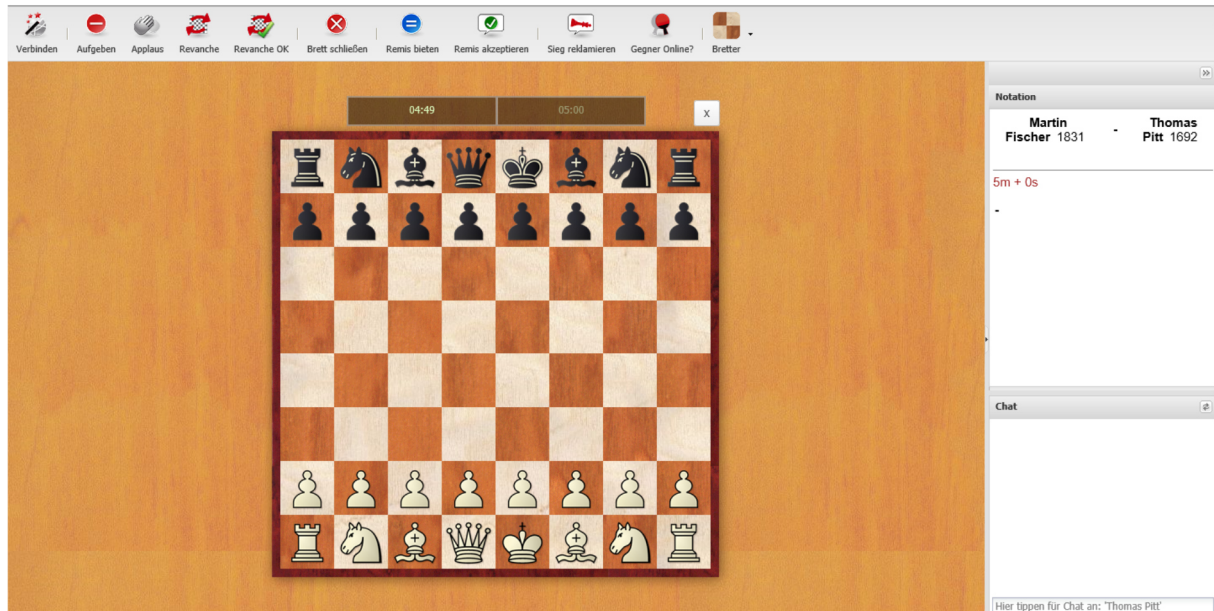 Verbinden Aufgeben Applaus Revanche Revanche OK Brett schließen Remis bieten Remis akzeptieren Sieg reklamieren Gegner Online? Bretter
04:49 05:00 x
Notation
Martin Fischer 1831 - Thomas Pitt 1692
5m + 0s
-
Chat
Hier tippen für Chat an: 'Thomas Pitt'